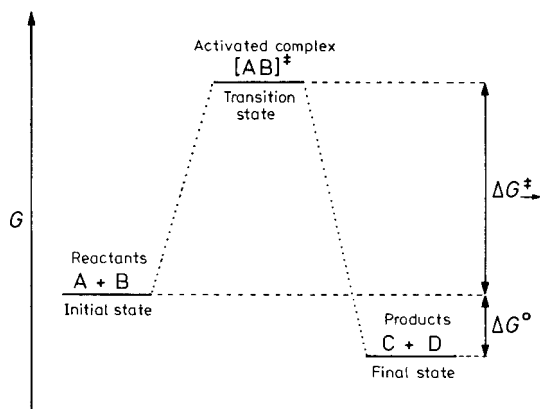 Activated complex
[AB]‡
Transition
state
ΔG‡→
G
Reactants
A + B
Initial state
Products
C + D
Final state
ΔG°